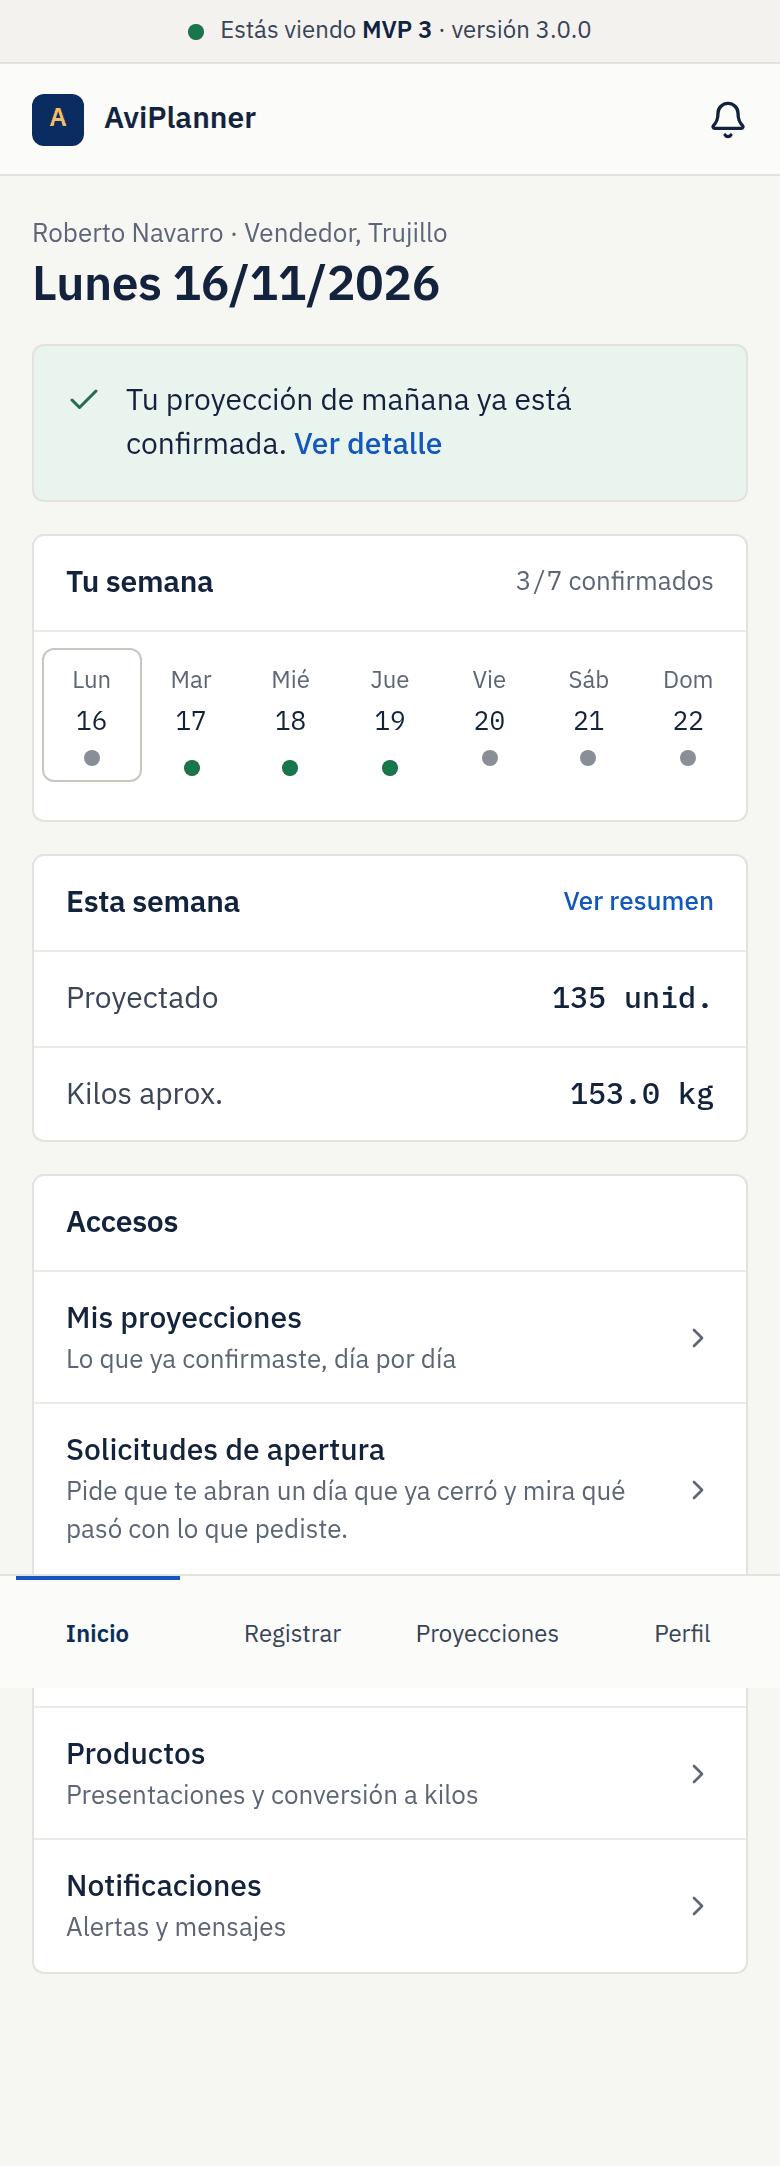 Estás viendo MVP 3 · versión 3.0.0
A AviPlanner
Roberto Navarro · Vendedor, Trujillo
Lunes 16/11/2026
Tu proyección de mañana ya está
confirmada. Ver detalle
Tu semana 3/7 confirmados
Lun Mar Mié Jue Vie Sáb Dom
16 17 18 19 20 21 22
Esta semana Ver resumen
Proyectado 135 unid.
Kilos aprox. 153.0 kg
Accesos
Mis proyecciones
Lo que ya confirmaste, día por día
Solicitudes de apertura
Pide que te abran un día que ya cerró y mira qué
pasó con lo que pediste.
Inicio Registrar Proyecciones Perfil
Productos
Presentaciones y conversión a kilos
Notificaciones
Alertas y mensajes